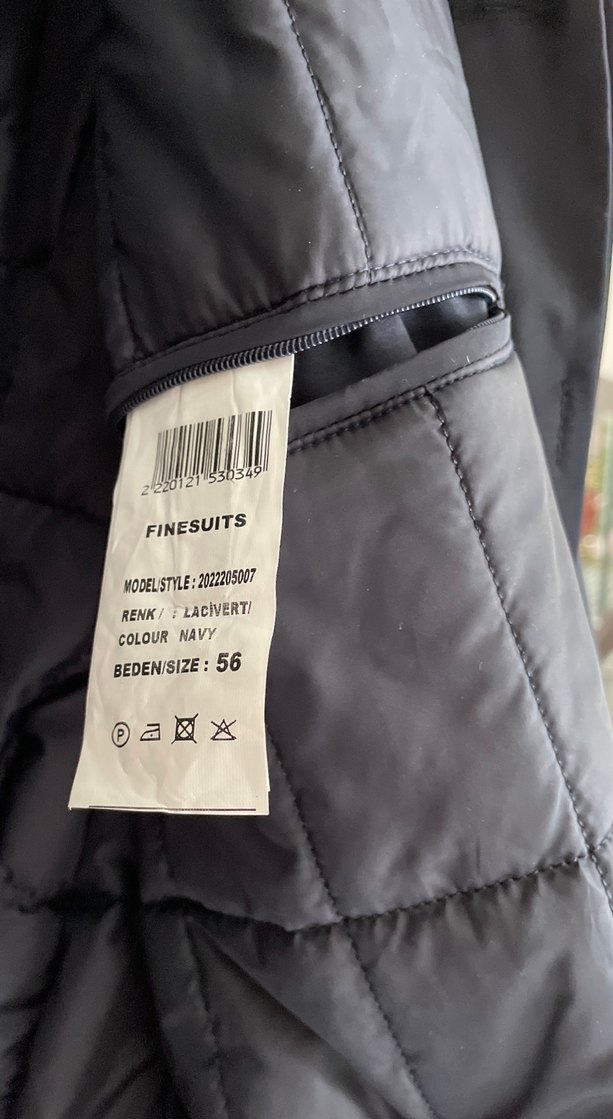 2 220121 530349
FINESUITS
MODEL/STYLE : 2022205007
RENK / : LACİVERT/
COLOUR NAVY
BEDEN/SIZE : 56
P